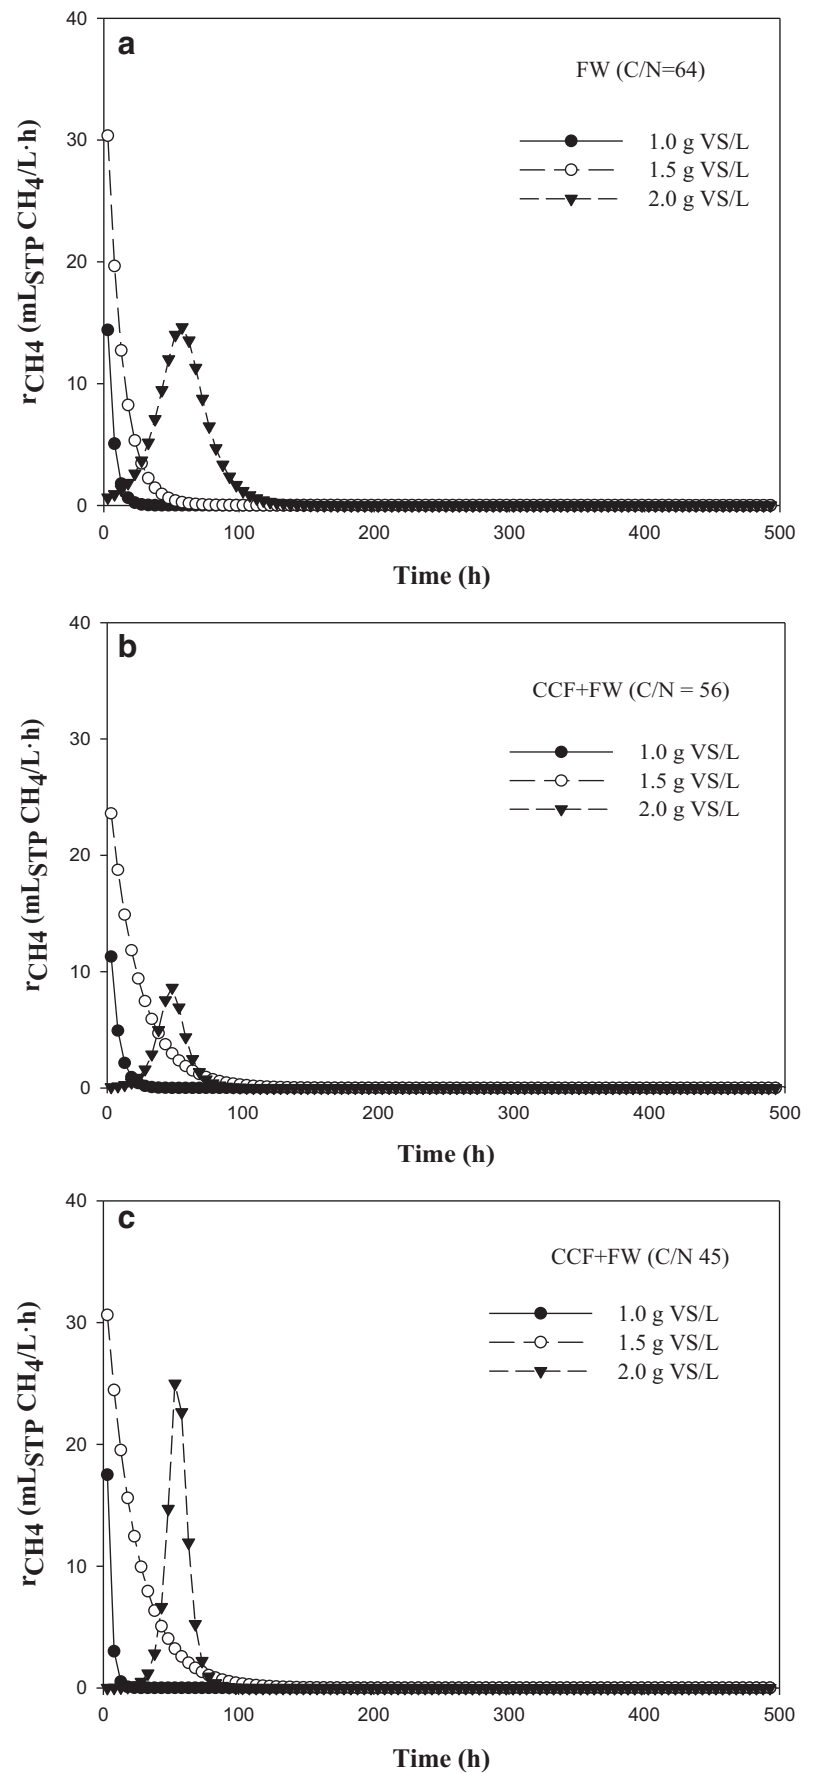 40
a
FW (C/N=64)
30
1.0 g VS/L
1.5 g VS/L
2.0 g VS/L
20
10
0
rCH4 (mLSTP CH4/L·h)
0 100 200 300 400 500
Time (h)
40
b
CCF+FW (C/N = 56)
30
1.0 g VS/L
1.5 g VS/L
2.0 g VS/L
20
10
0
rCH4 (mLSTP CH4/L·h)
0 100 200 300 400 500
Time (h)
40
c
CCF+FW (C/N 45)
30
1.0 g VS/L
1.5 g VS/L
2.0 g VS/L
20
10
0
rCH4 (mLSTP CH4/L·h)
0 100 200 300 400 500
Time (h)